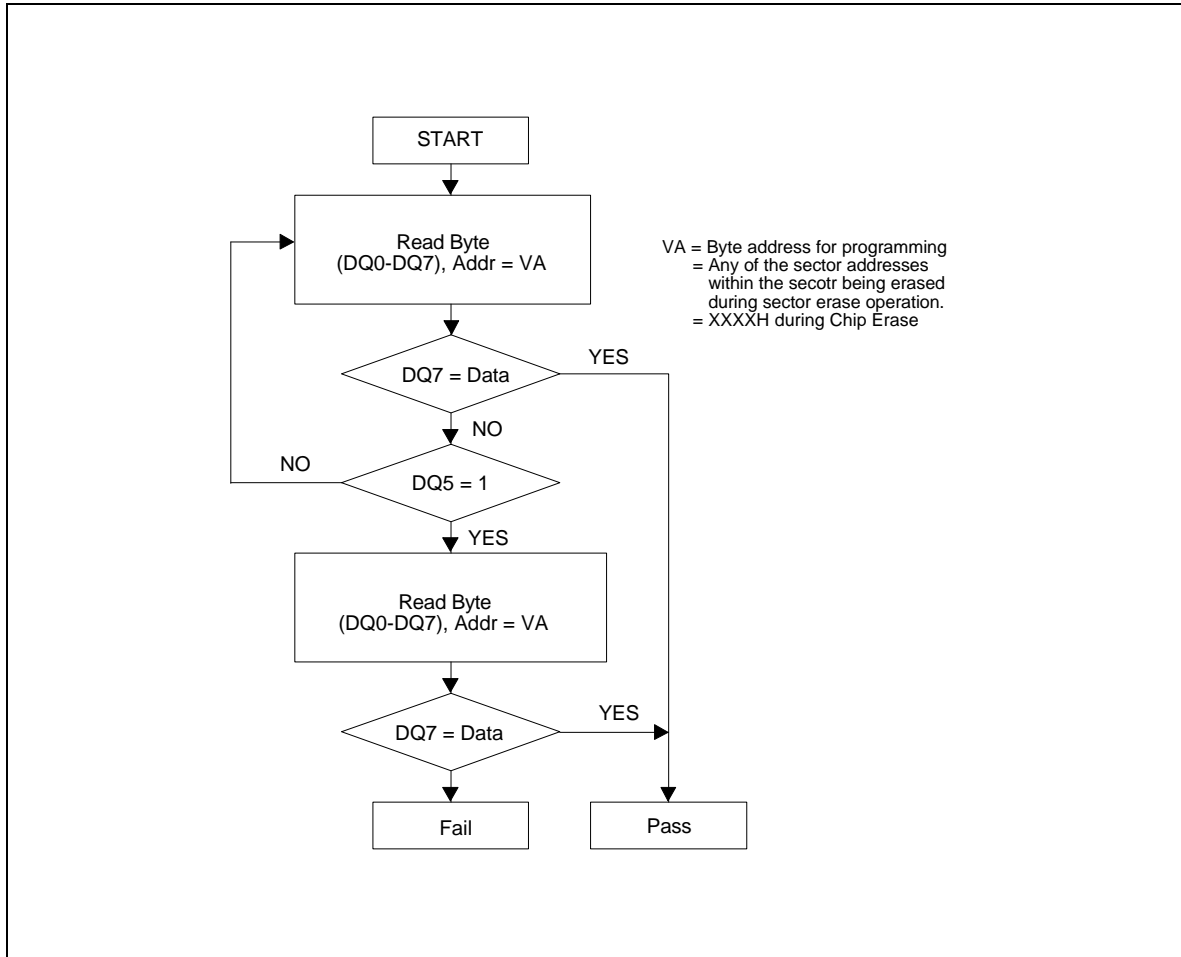 START
Read Byte
(DQ0-DQ7), Addr = VA
VA = Byte address for programming
= Any of the sector addresses
within the secotr being erased
during sector erase operation.
= XXXXH during Chip Erase
DQ7 = Data
YES
NO
DQ5 = 1
NO
YES
Read Byte
(DQ0-DQ7), Addr = VA
DQ7 = Data
YES
Fail
Pass